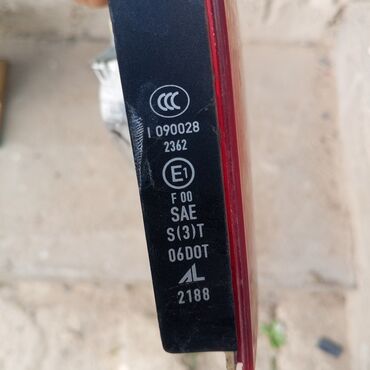 CCC
I 090028
2362
E1
F 00
SAE
S(3)T
06DOT
AL
2188